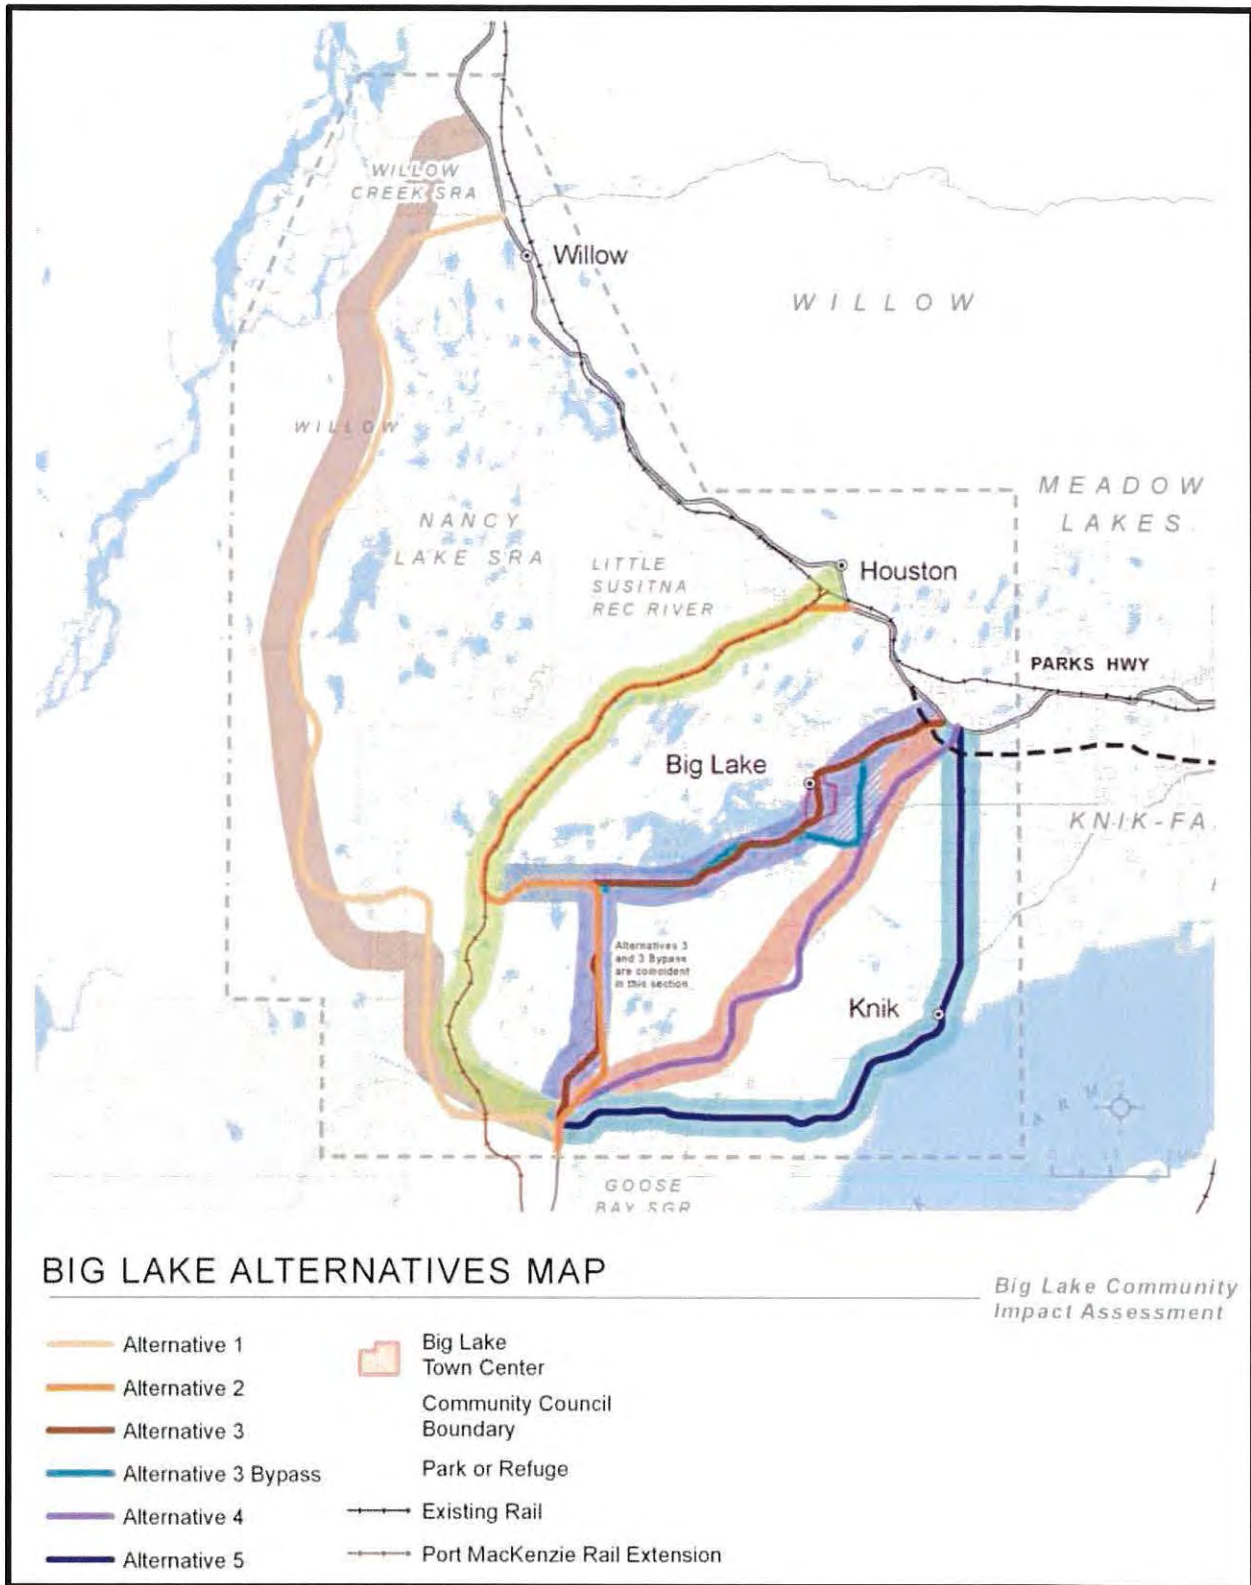 WILLOW
CREEK SRA
Willow
WILLOW
WILLOW
MEADOW
LAKES
NANCY
LAKE SRA
LITTLE
SUSITNA
REC RIVER
Houston
PARKS HWY
Big Lake
KNIK-FA
Alternatives 3
and 3 Bypass
are coincident
in this section
Knik
ARM
GOOSE
BAY SGR
BIG LAKE ALTERNATIVES MAP
Big Lake Community
Impact Assessment
Alternative 1
Alternative 2
Alternative 3
Alternative 3 Bypass
Alternative 4
Alternative 5
Big Lake
Town Center
Community Council
Boundary
Park or Refuge
Existing Rail
Port MacKenzie Rail Extension